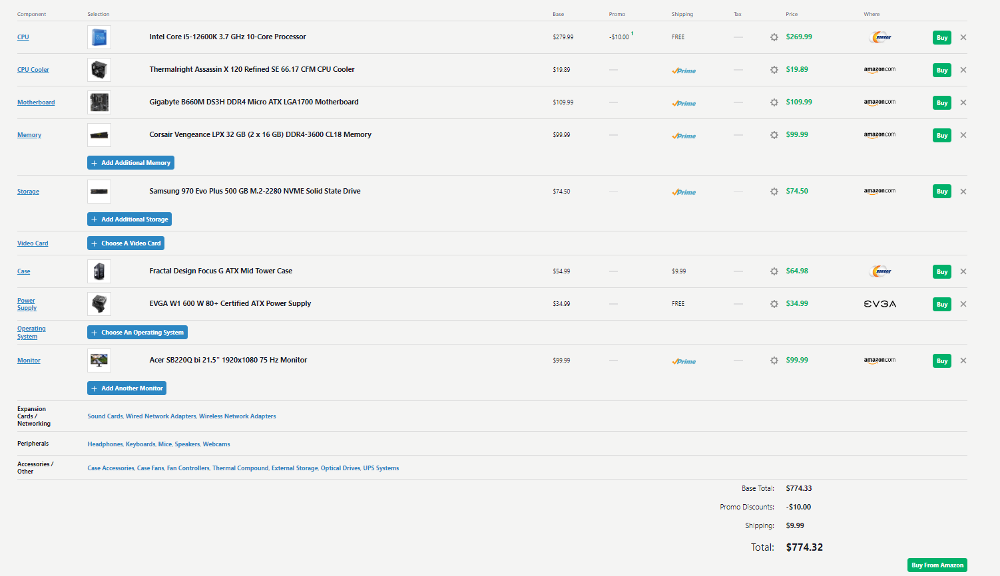 Component Selection Base Promo Shipping Tax Price Where
CPU Intel Core i5-12600K 3.7 GHz 10-Core Processor $279.99 -$10.00 1 FREE — $269.99 newegg Buy
CPU Cooler Thermalright Assassin X 120 Refined SE 66.17 CFM CPU Cooler $19.89 — Prime — $19.89 amazon.com Buy
Motherboard Gigabyte B660M DS3H DDR4 Micro ATX LGA1700 Motherboard $109.99 — Prime — $109.99 amazon.com Buy
Memory Corsair Vengeance LPX 32 GB (2 x 16 GB) DDR4-3600 CL18 Memory $99.99 — Prime — $99.99 amazon.com Buy
+ Add Additional Memory
Storage Samsung 970 Evo Plus 500 GB M.2-2280 NVME Solid State Drive $74.50 — Prime — $74.50 amazon.com Buy
+ Add Additional Storage
Video Card + Choose A Video Card
Case Fractal Design Focus G ATX Mid Tower Case $54.99 — $9.99 — $64.98 newegg Buy
Power
Supply EVGA W1 600 W 80+ Certified ATX Power Supply $34.99 — FREE — $34.99 EVGA Buy
Operating
System + Choose An Operating System
Monitor Acer SB220Q bi 21.5" 1920x1080 75 Hz Monitor $99.99 — Prime — $99.99 amazon.com Buy
+ Add Another Monitor
Expansion
Cards /
Networking Sound Cards, Wired Network Adapters, Wireless Network Adapters
Peripherals Headphones, Keyboards, Mice, Speakers, Webcams
Accessories /
Other Case Accessories, Case Fans, Fan Controllers, Thermal Compound, External Storage, Optical Drives, UPS Systems
Base Total: $774.33
Promo Discounts: -$10.00
Shipping: $9.99
Total: $774.32
Buy From Amazon